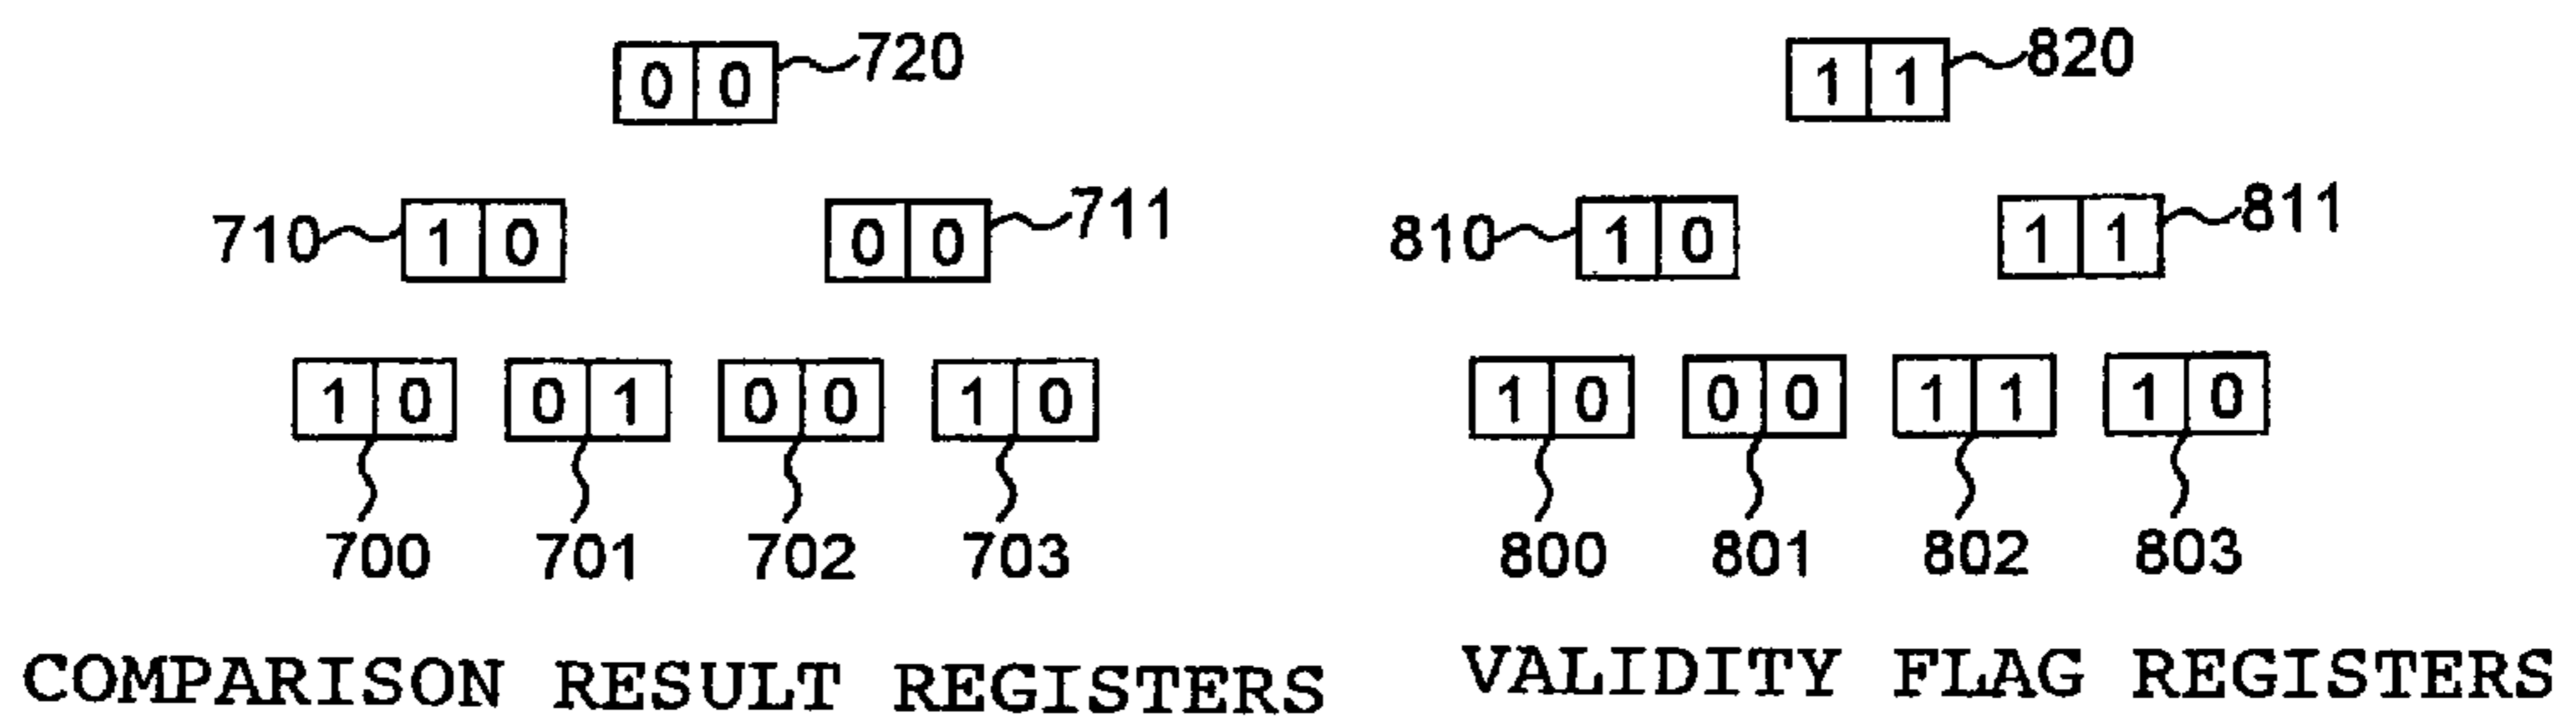 0 0 720 1 1 820
710 1 0 0 0 711 810 1 0 1 1 811
1 0 0 1 0 0 1 0 1 0 0 0 1 1 1 0
700 701 702 703 800 801 802 803
COMPARISON RESULT REGISTERS VALIDITY FLAG REGISTERS